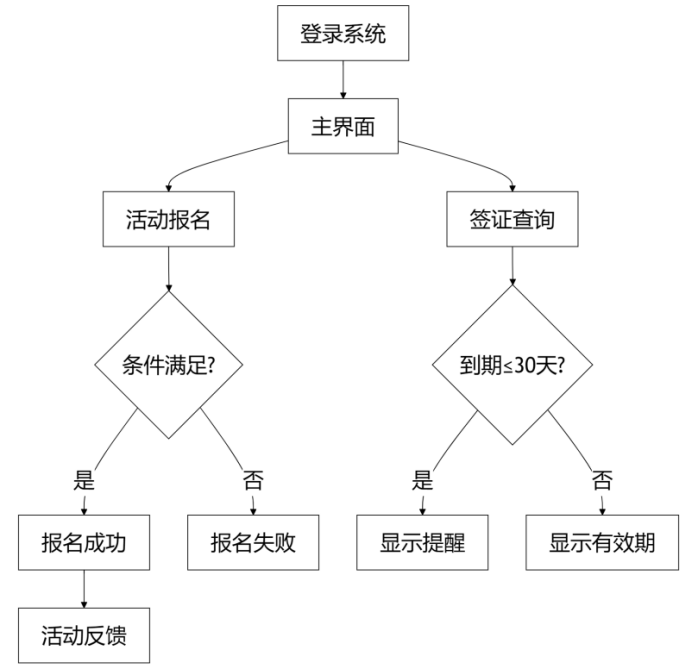 登录系统
主界面
活动报名
签证查询
条件满足?
到期≤30天?
是
否
是
否
报名成功
报名失败
显示提醒
显示有效期
活动反馈